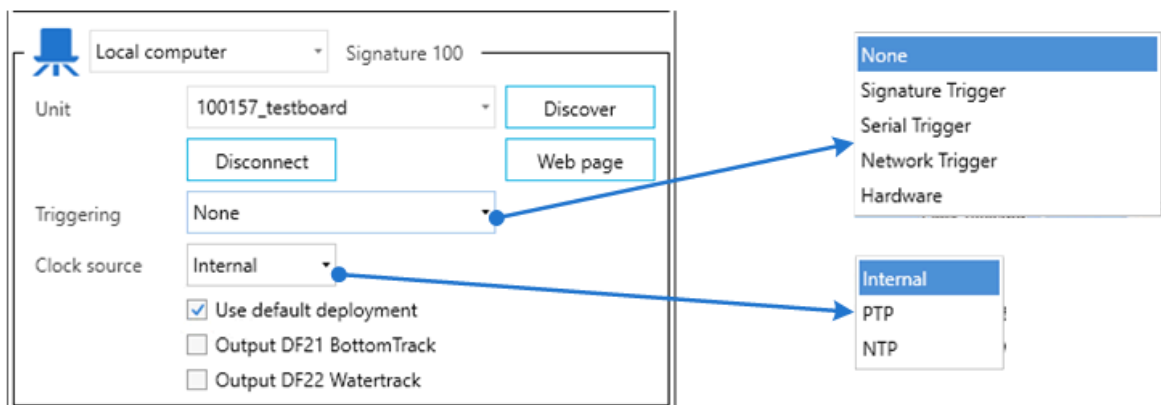 Local computer Signature 100
Unit 100157_testboard Discover
Disconnect Web page
Triggering None
Clock source Internal
Use default deployment
Output DF21 BottomTrack
Output DF22 Watertrack
None
Signature Trigger
Serial Trigger
Network Trigger
Hardware
Internal
PTP
NTP